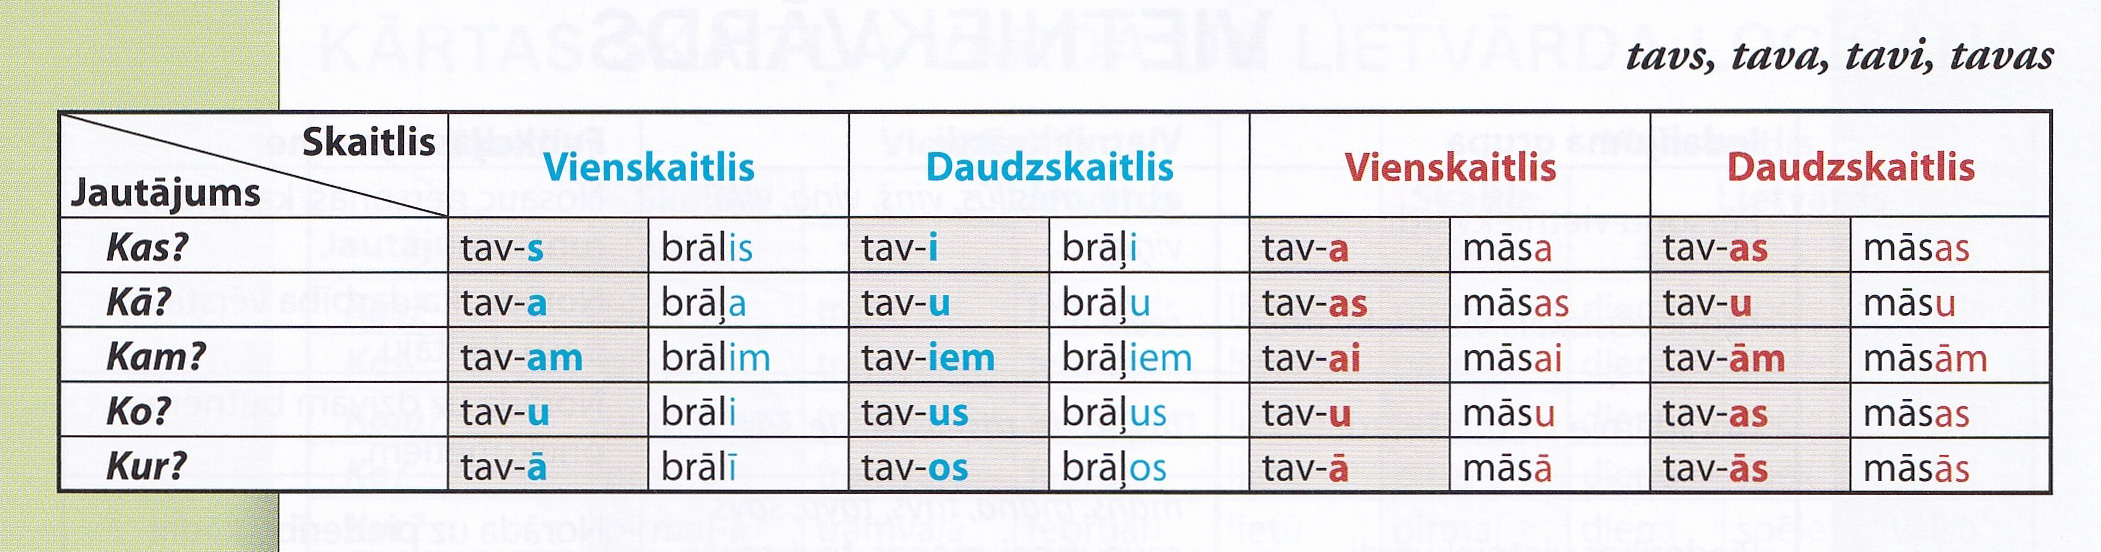 tavs, tava, tavi, tavas
Skaitlis
Jautājums
Vienskaitlis Daudzskaitlis Vienskaitlis Daudzskaitlis
Kas? tav-s brālis tav-i brāļi tav-a māsa tav-as māsas
Kā? tav-a brāļa tav-u brāļu tav-as māsas tav-u māsu
Kam? tav-am brālim tav-iem brāļiem tav-ai māsai tav-ām māsām
Ko? tav-u brāli tav-us brāļus tav-u māsu tav-as māsas
Kur? tav-ā brālī tav-os brāļos tav-ā māsā tav-ās māsās